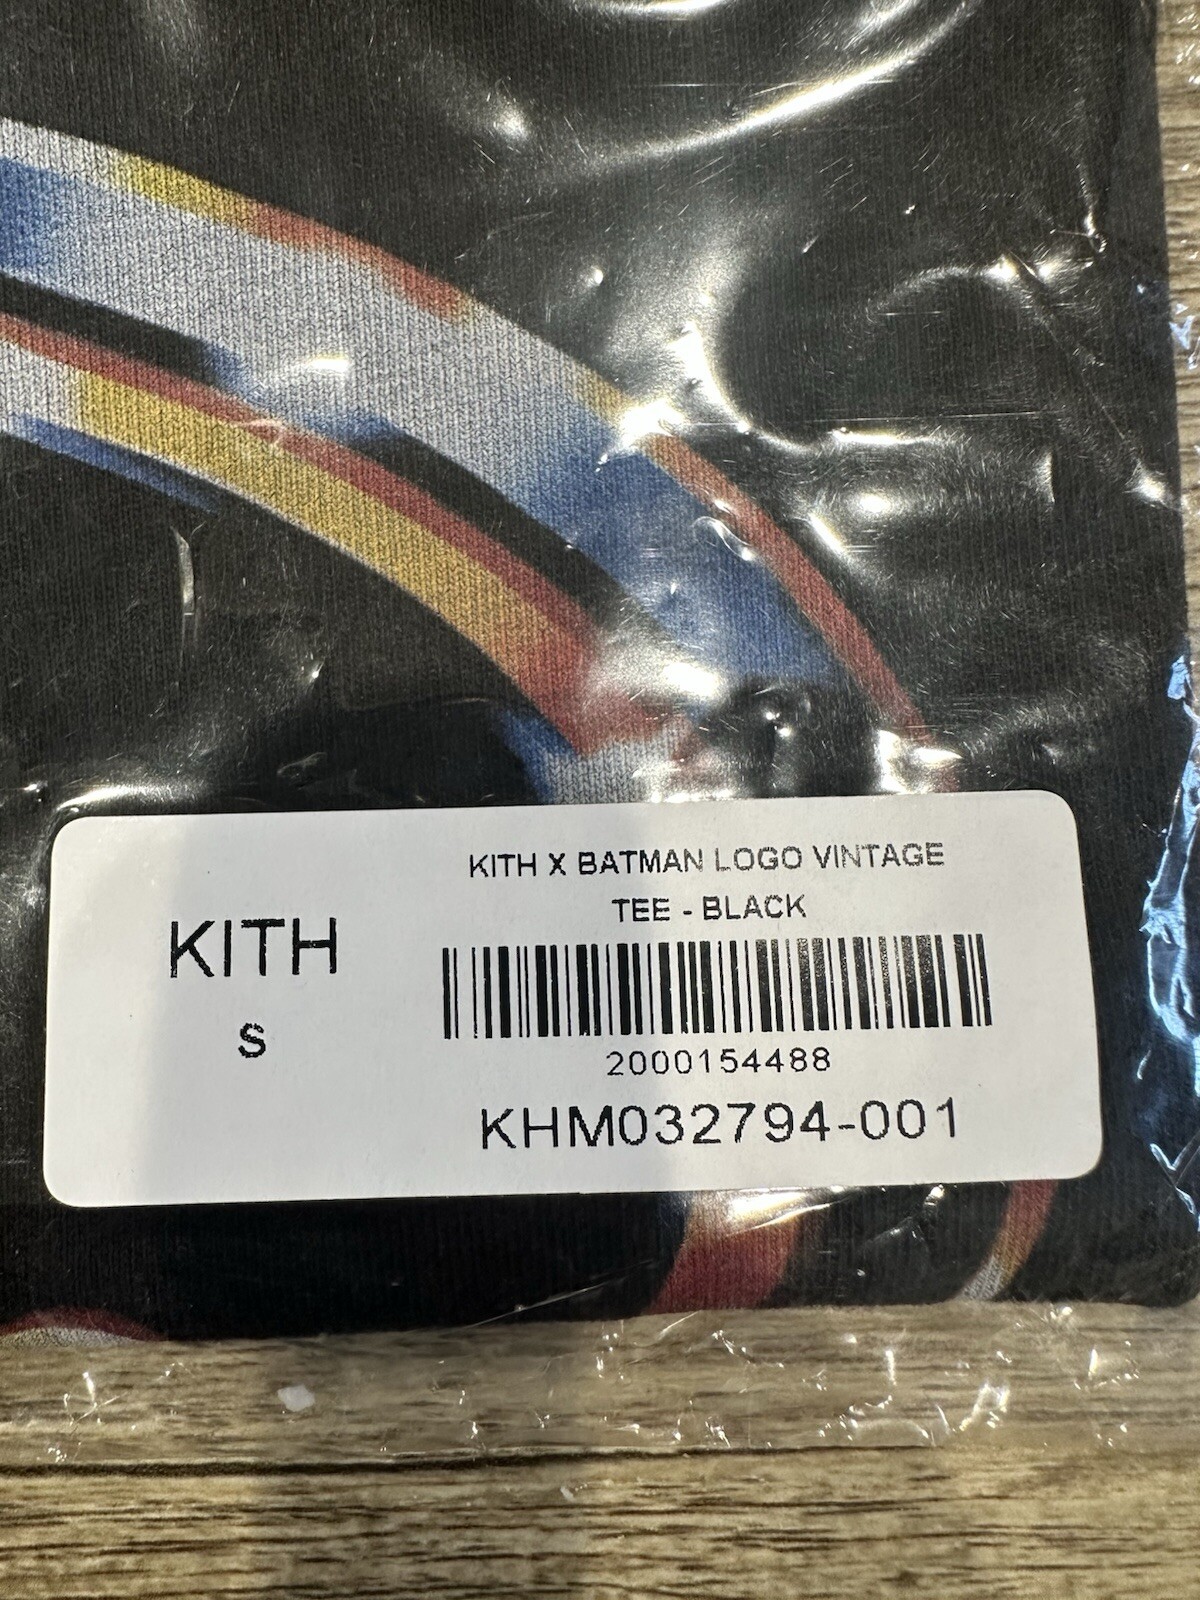 KITH
S
KITH X BATMAN LOGO VINTAGE
TEE - BLACK
2000154488
KHM032794-001